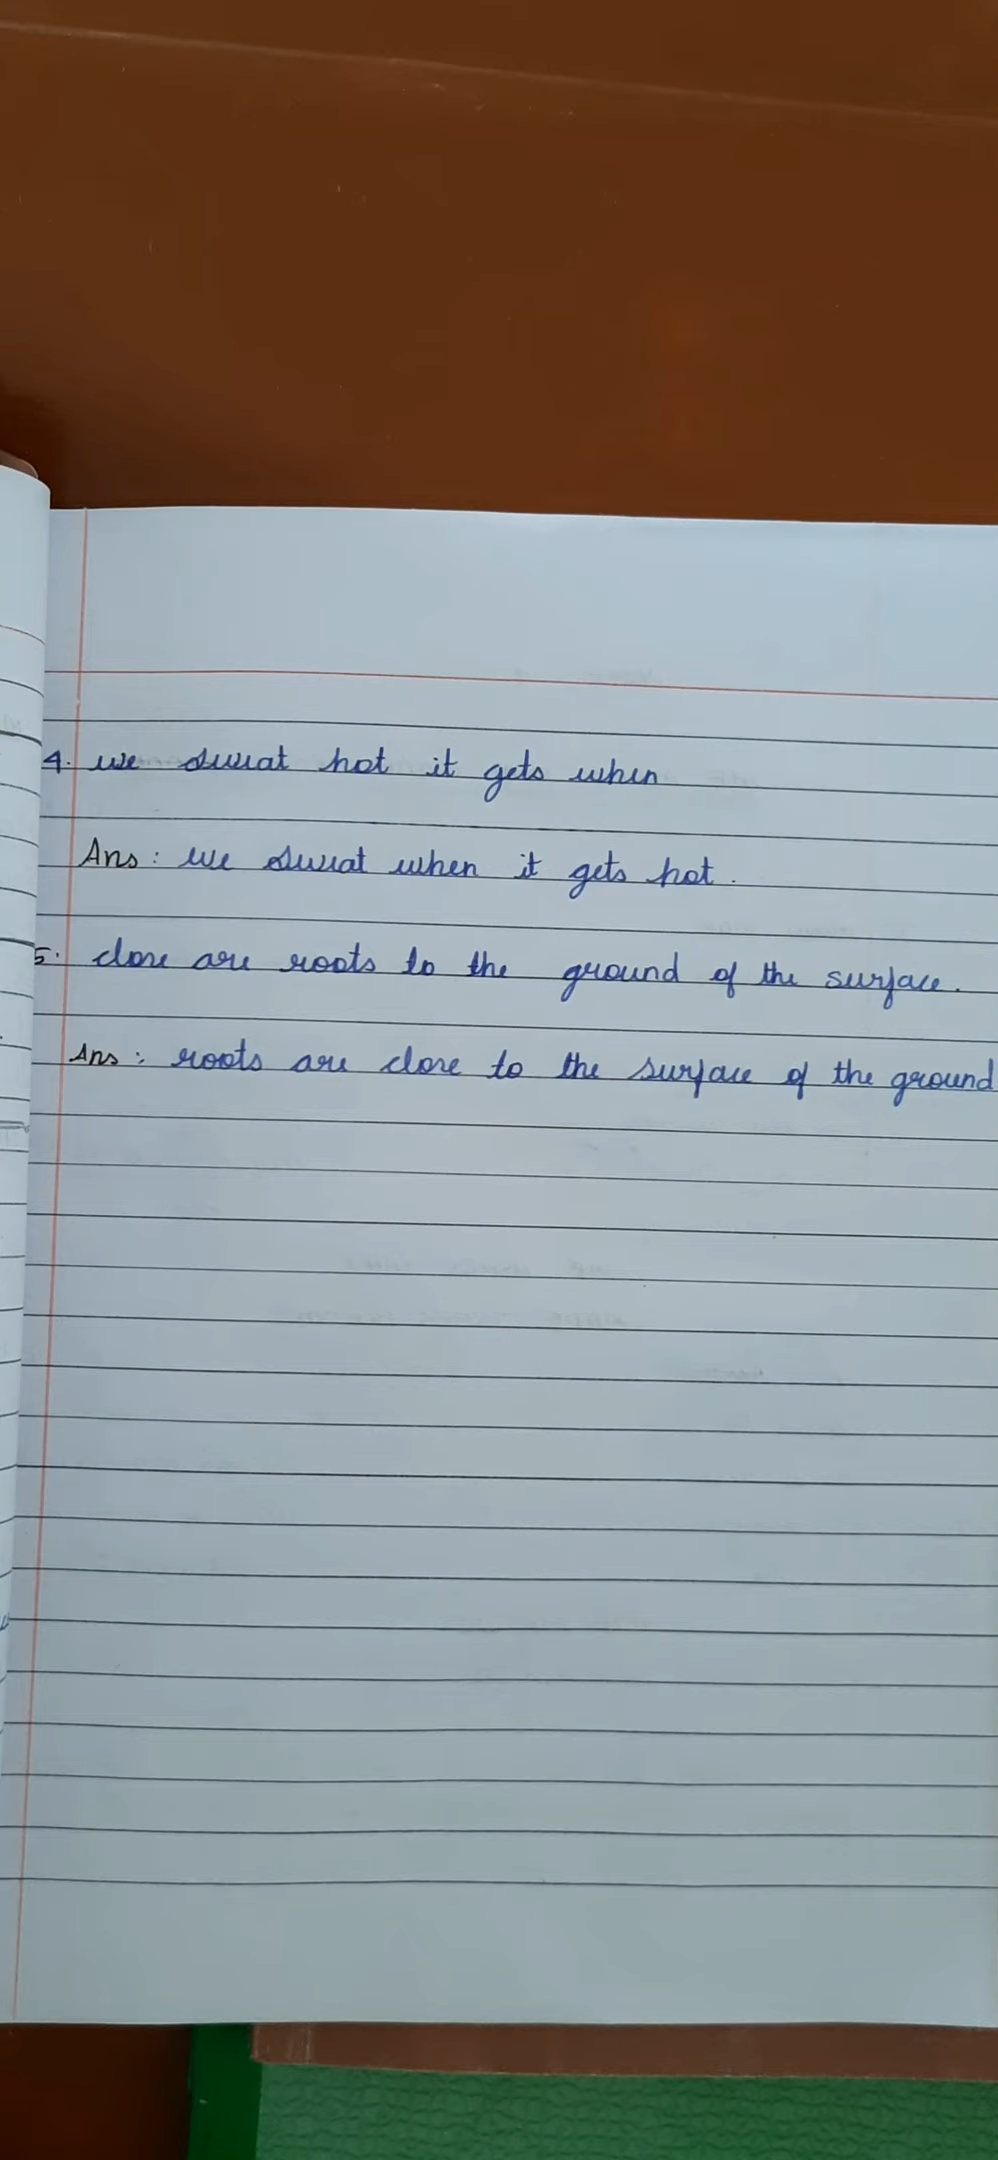 4. we sweat hot it gets when
Ans: we sweat when it gets hot.
5. close are roots to the ground of the surface.
Ans: roots are close to the surface of the ground